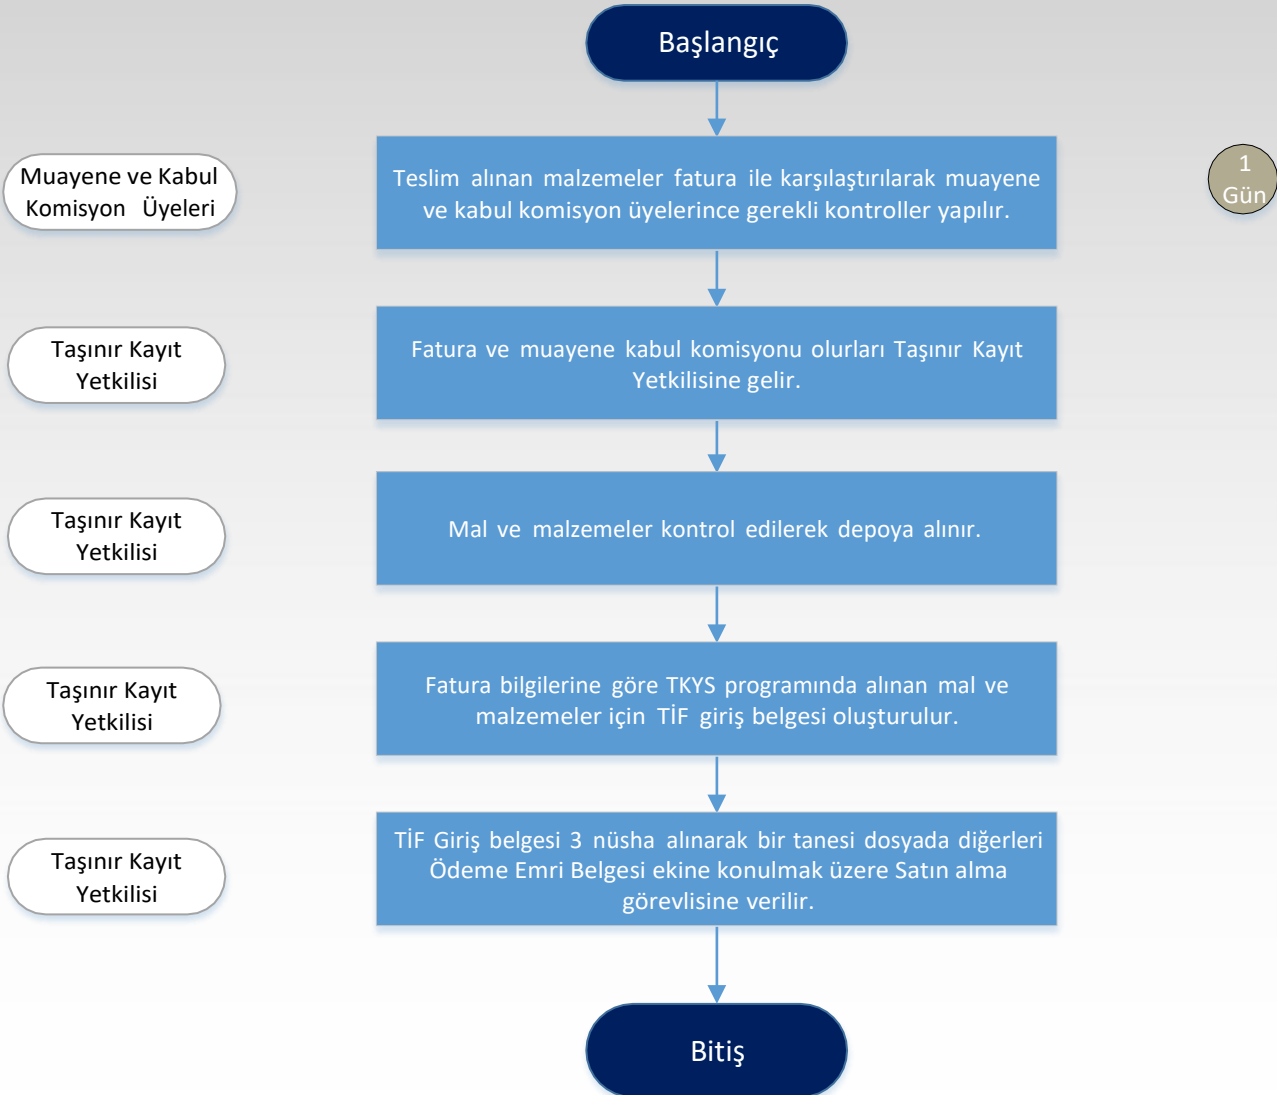 Başlangıç
Muayene ve Kabul
Komisyon Üyeleri
Teslim alınan malzemeler fatura ile karşılaştırılarak muayene
ve kabul komisyon üyelerince gerekli kontroller yapılır.
1
Gün
Taşınır Kayıt
Yetkilisi
Fatura ve muayene kabul komisyonu olurları Taşınır Kayıt
Yetkilisine gelir.
Taşınır Kayıt
Yetkilisi
Mal ve malzemeler kontrol edilerek depoya alınır.
Taşınır Kayıt
Yetkilisi
Fatura bilgilerine göre TKYS programında alınan mal ve
malzemeler için TİF giriş belgesi oluşturulur.
Taşınır Kayıt
Yetkilisi
TİF Giriş belgesi 3 nüsha alınarak bir tanesi dosyada diğerleri
Ödeme Emri Belgesi ekine konulmak üzere Satın alma
görevlisine verilir.
Bitiş